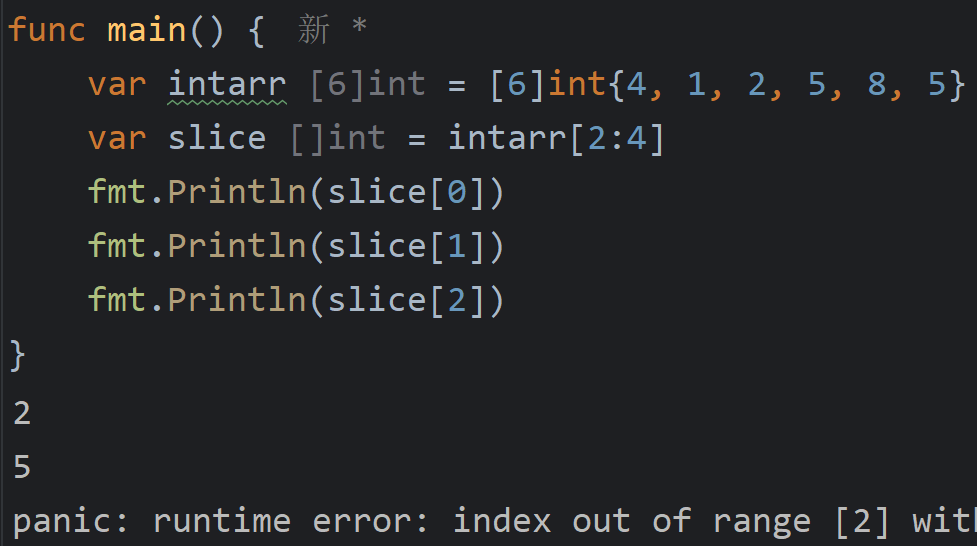 func main() { 新 *
var intarr [6]int = [6]int{4, 1, 2, 5, 8, 5}
var slice []int = intarr[2:4]
fmt.Println(slice[0])
fmt.Println(slice[1])
fmt.Println(slice[2])
}
2
5
panic: runtime error: index out of range [2]